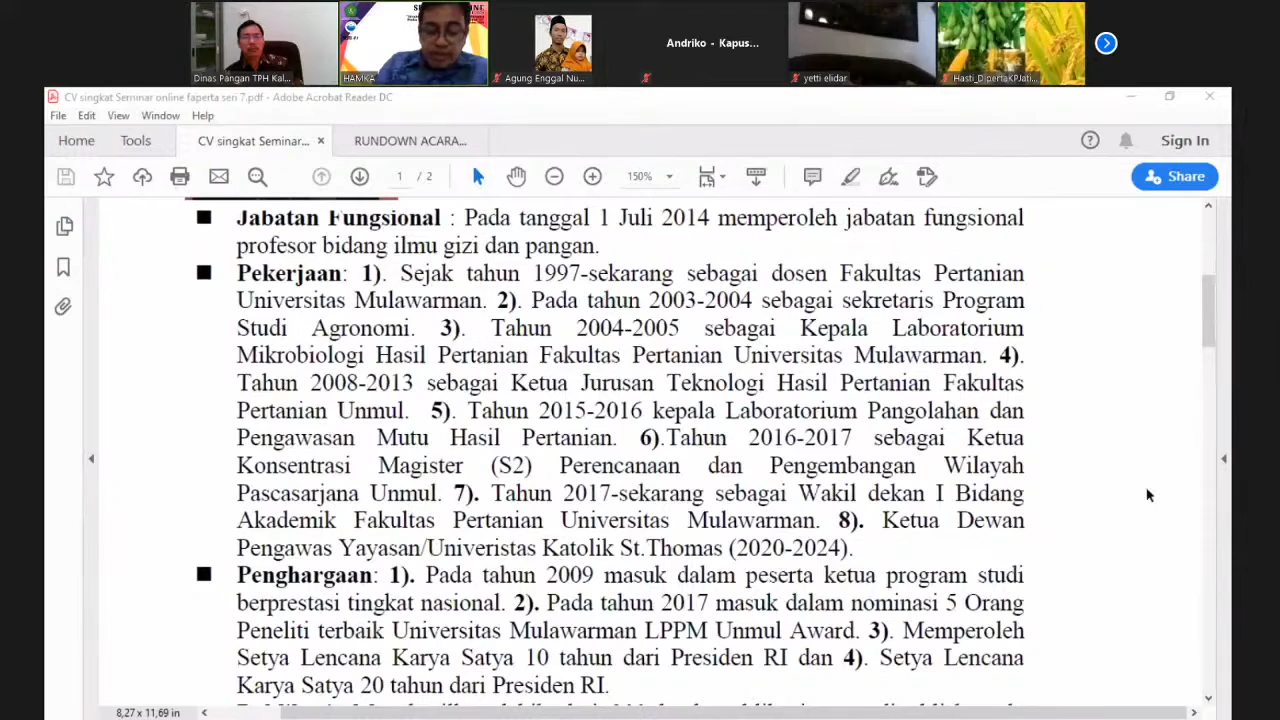 Dinas Pangan TPH Kal...
HAMKA
Agung Enggal Nu...
Andriko - Kapus...
yetti elidar
Hasti_DipertaKPJati...
CV singkat Seminar online faperta seri 7.pdf - Adobe Acrobat Reader DC
File Edit View Window Help
Home Tools CV singkat Seminar... × RUNDOWN ACARA... Sign In
1 / 2 150% Share
Jabatan Fungsional : Pada tanggal 1 Juli 2014 memperoleh jabatan fungsional
profesor bidang ilmu gizi dan pangan.
Pekerjaan: 1). Sejak tahun 1997-sekarang sebagai dosen Fakultas Pertanian
Universitas Mulawarman. 2). Pada tahun 2003-2004 sebagai sekretaris Program
Studi Agronomi. 3). Tahun 2004-2005 sebagai Kepala Laboratorium
Mikrobiologi Hasil Pertanian Fakultas Pertanian Universitas Mulawarman. 4).
Tahun 2008-2013 sebagai Ketua Jurusan Teknologi Hasil Pertanian Fakultas
Pertanian Unmul. 5). Tahun 2015-2016 kepala Laboratorium Pangolahan dan
Pengawasan Mutu Hasil Pertanian. 6).Tahun 2016-2017 sebagai Ketua
Konsentrasi Magister (S2) Perencanaan dan Pengembangan Wilayah
Pascasarjana Unmul. 7). Tahun 2017-sekarang sebagai Wakil dekan I Bidang
Akademik Fakultas Pertanian Universitas Mulawarman. 8). Ketua Dewan
Pengawas Yayasan/Univeristas Katolik St.Thomas (2020-2024).
Penghargaan: 1). Pada tahun 2009 masuk dalam peserta ketua program studi
berprestasi tingkat nasional. 2). Pada tahun 2017 masuk dalam nominasi 5 Orang
Peneliti terbaik Universitas Mulawarman LPPM Unmul Award. 3). Memperoleh
Setya Lencana Karya Satya 10 tahun dari Presiden RI dan 4). Setya Lencana
Karya Satya 20 tahun dari Presiden RI.
8,27 x 11,69 in